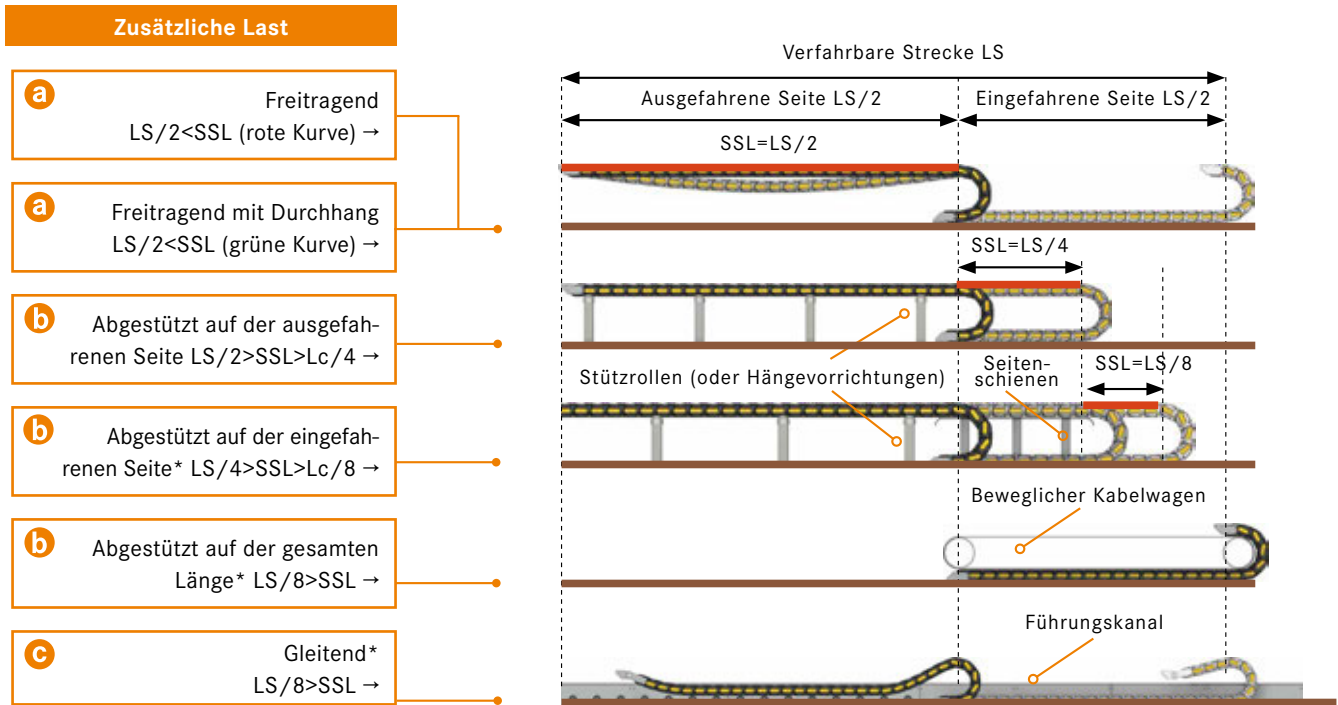 Zusätzliche Last
a
Freitragend
LS/2<SSL (rote Kurve) →
a
Freitragend mit Durchhang
LS/2<SSL (grüne Kurve) →
b
Abgestützt auf der ausgefah-
renen Seite LS/2>SSL>Lc/4 →
b
Abgestützt auf der eingefah-
renen Seite* LS/4>SSL>Lc/8 →
b
Abgestützt auf der gesamten
Länge* LS/8>SSL →
c
Gleitend*
LS/8>SSL →
Verfahrbare Strecke LS
Ausgefahrene Seite LS/2
Eingefahrene Seite LS/2
SSL=LS/2
SSL=LS/4
Stützrollen (oder Hängevorrichtungen)
Seiten-
schienen
SSL=LS/8
Beweglicher Kabelwagen
Führungskanal